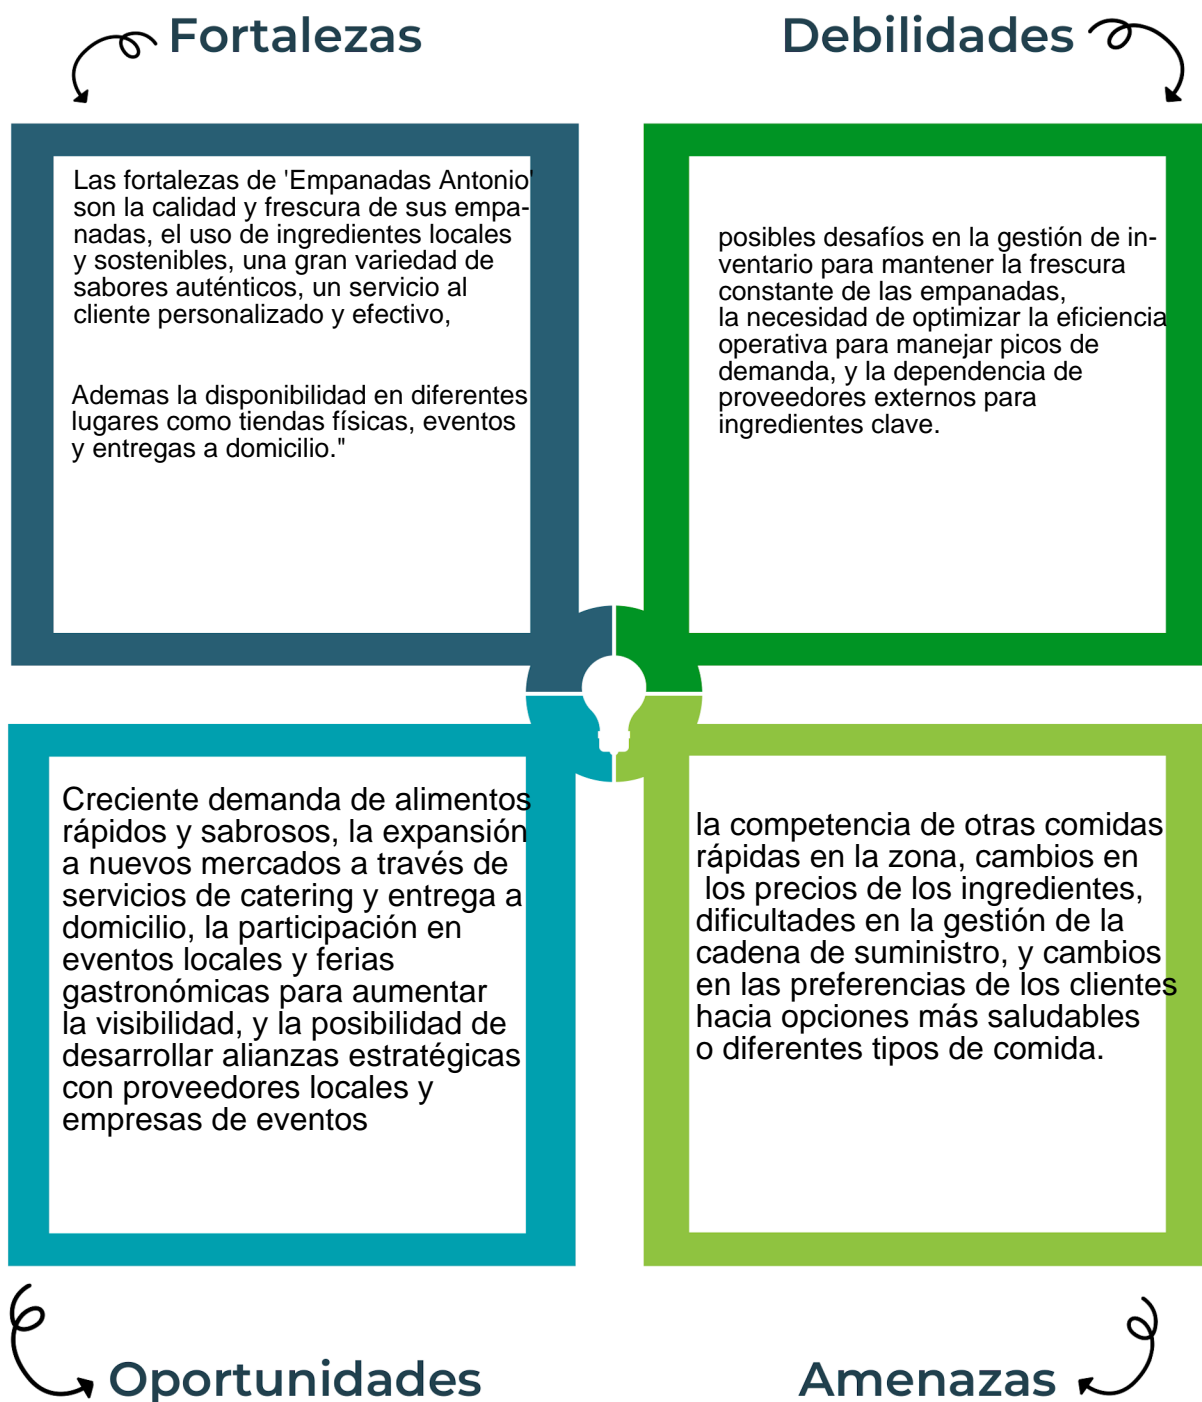 Fortalezas
Las fortalezas de 'Empanadas Antonio'
son la calidad y frescura de sus empa-
nadas, el uso de ingredientes locales
y sostenibles, una gran variedad de
sabores auténticos, un servicio al
cliente personalizado y efectivo,
Ademas la disponibilidad en diferentes
lugares como tiendas físicas, eventos
y entregas a domicilio."
Debilidades
posibles desafíos en la gestión de in-
ventario para mantener la frescura
constante de las empanadas,
la necesidad de optimizar la eficiencia
operativa para manejar picos de
demanda, y la dependencia de
proveedores externos para
ingredientes clave.
Creciente demanda de alimentos
rápidos y sabrosos, la expansión
a nuevos mercados a través de
servicios de catering y entrega a
domicilio, la participación en
eventos locales y ferias
gastronómicas para aumentar
la visibilidad, y la posibilidad de
desarrollar alianzas estratégicas
con proveedores locales y
empresas de eventos
Oportunidades
la competencia de otras comidas
rápidas en la zona, cambios en
los precios de los ingredientes,
dificultades en la gestión de la
cadena de suministro, y cambios
en las preferencias de los clientes
hacia opciones más saludables
o diferentes tipos de comida.
Amenazas